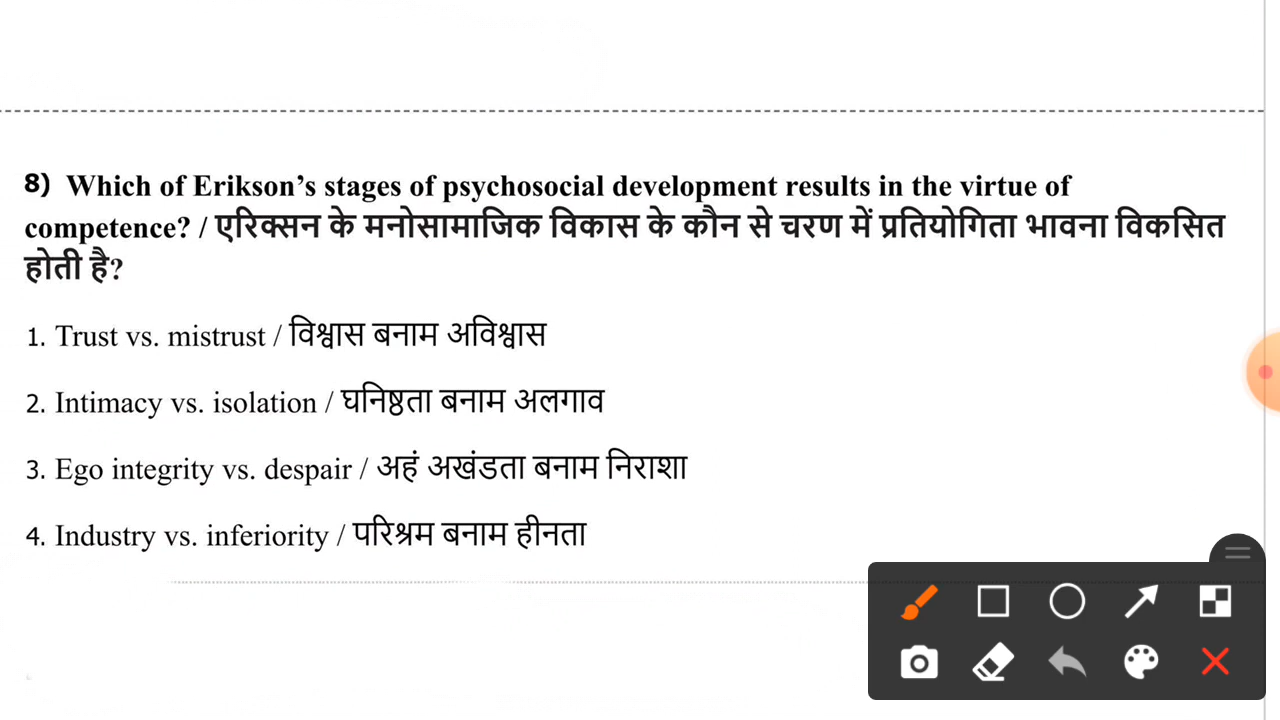 8) Which of Erikson’s stages of psychosocial development results in the virtue of
competence? / एरिक्सन के मनोसामाजिक विकास के कौन से चरण में प्रतियोगिता भावना विकसित
होती है?
1. Trust vs. mistrust / विश्वास बनाम अविश्वास
2. Intimacy vs. isolation / घनिष्ठता बनाम अलगाव
3. Ego integrity vs. despair / अहं अखंडता बनाम निराशा
4. Industry vs. inferiority / परिश्रम बनाम हीनता